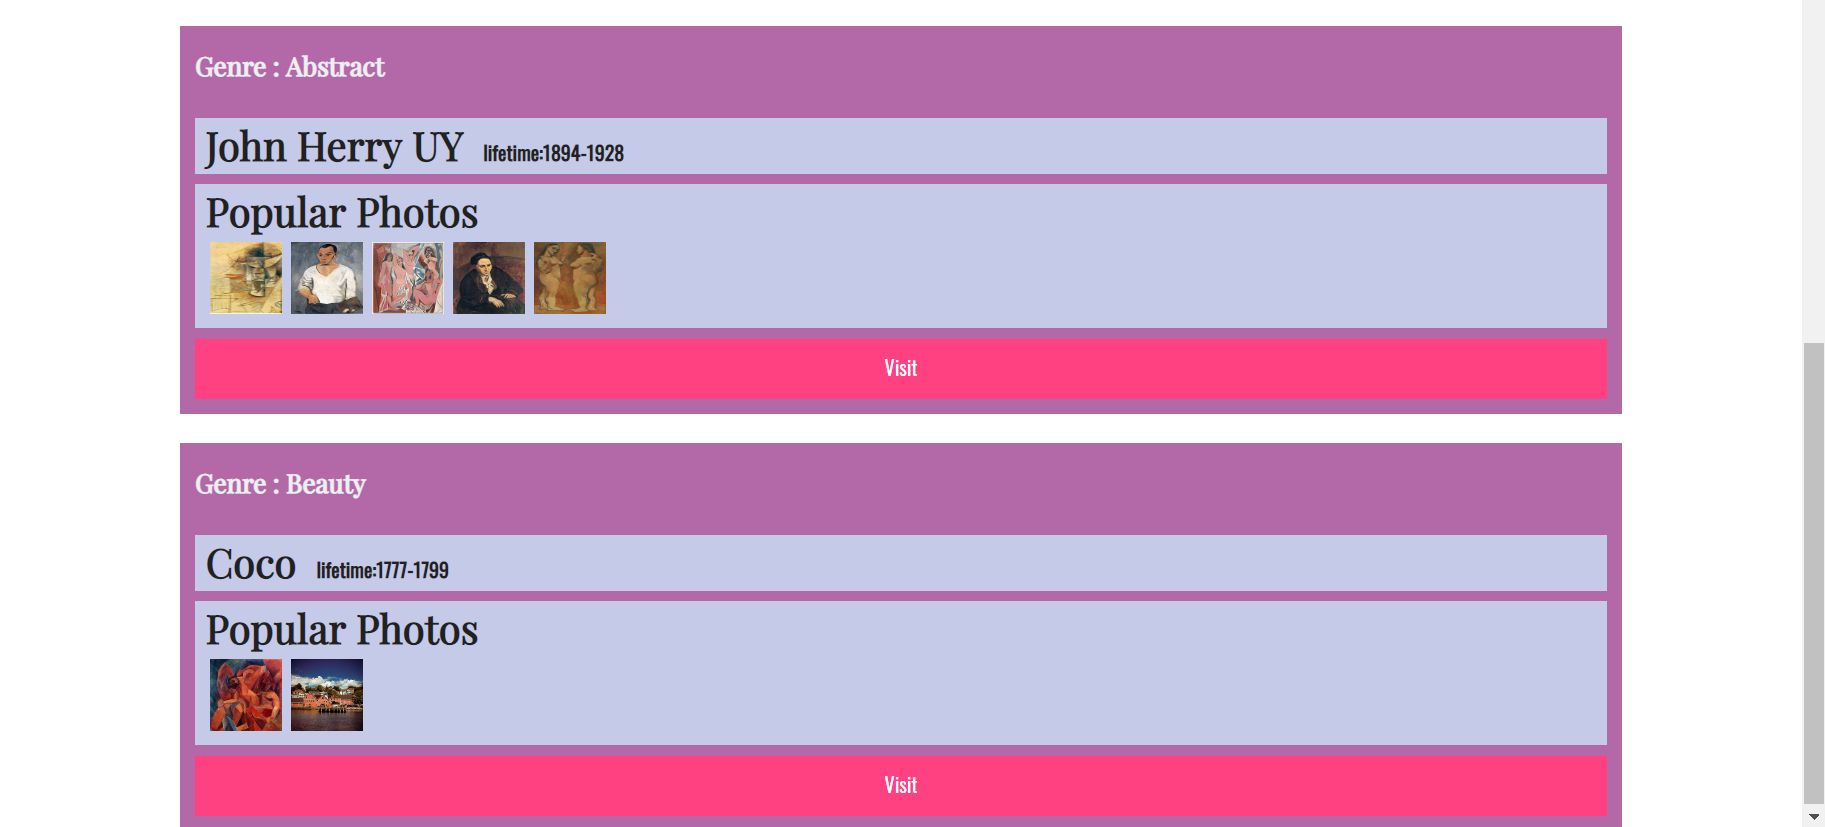 Genre : Abstract
John Herry UY lifetime:1894-1928
Popular Photos
Visit
Genre : Beauty
Coco lifetime:1777-1799
Popular Photos
Visit